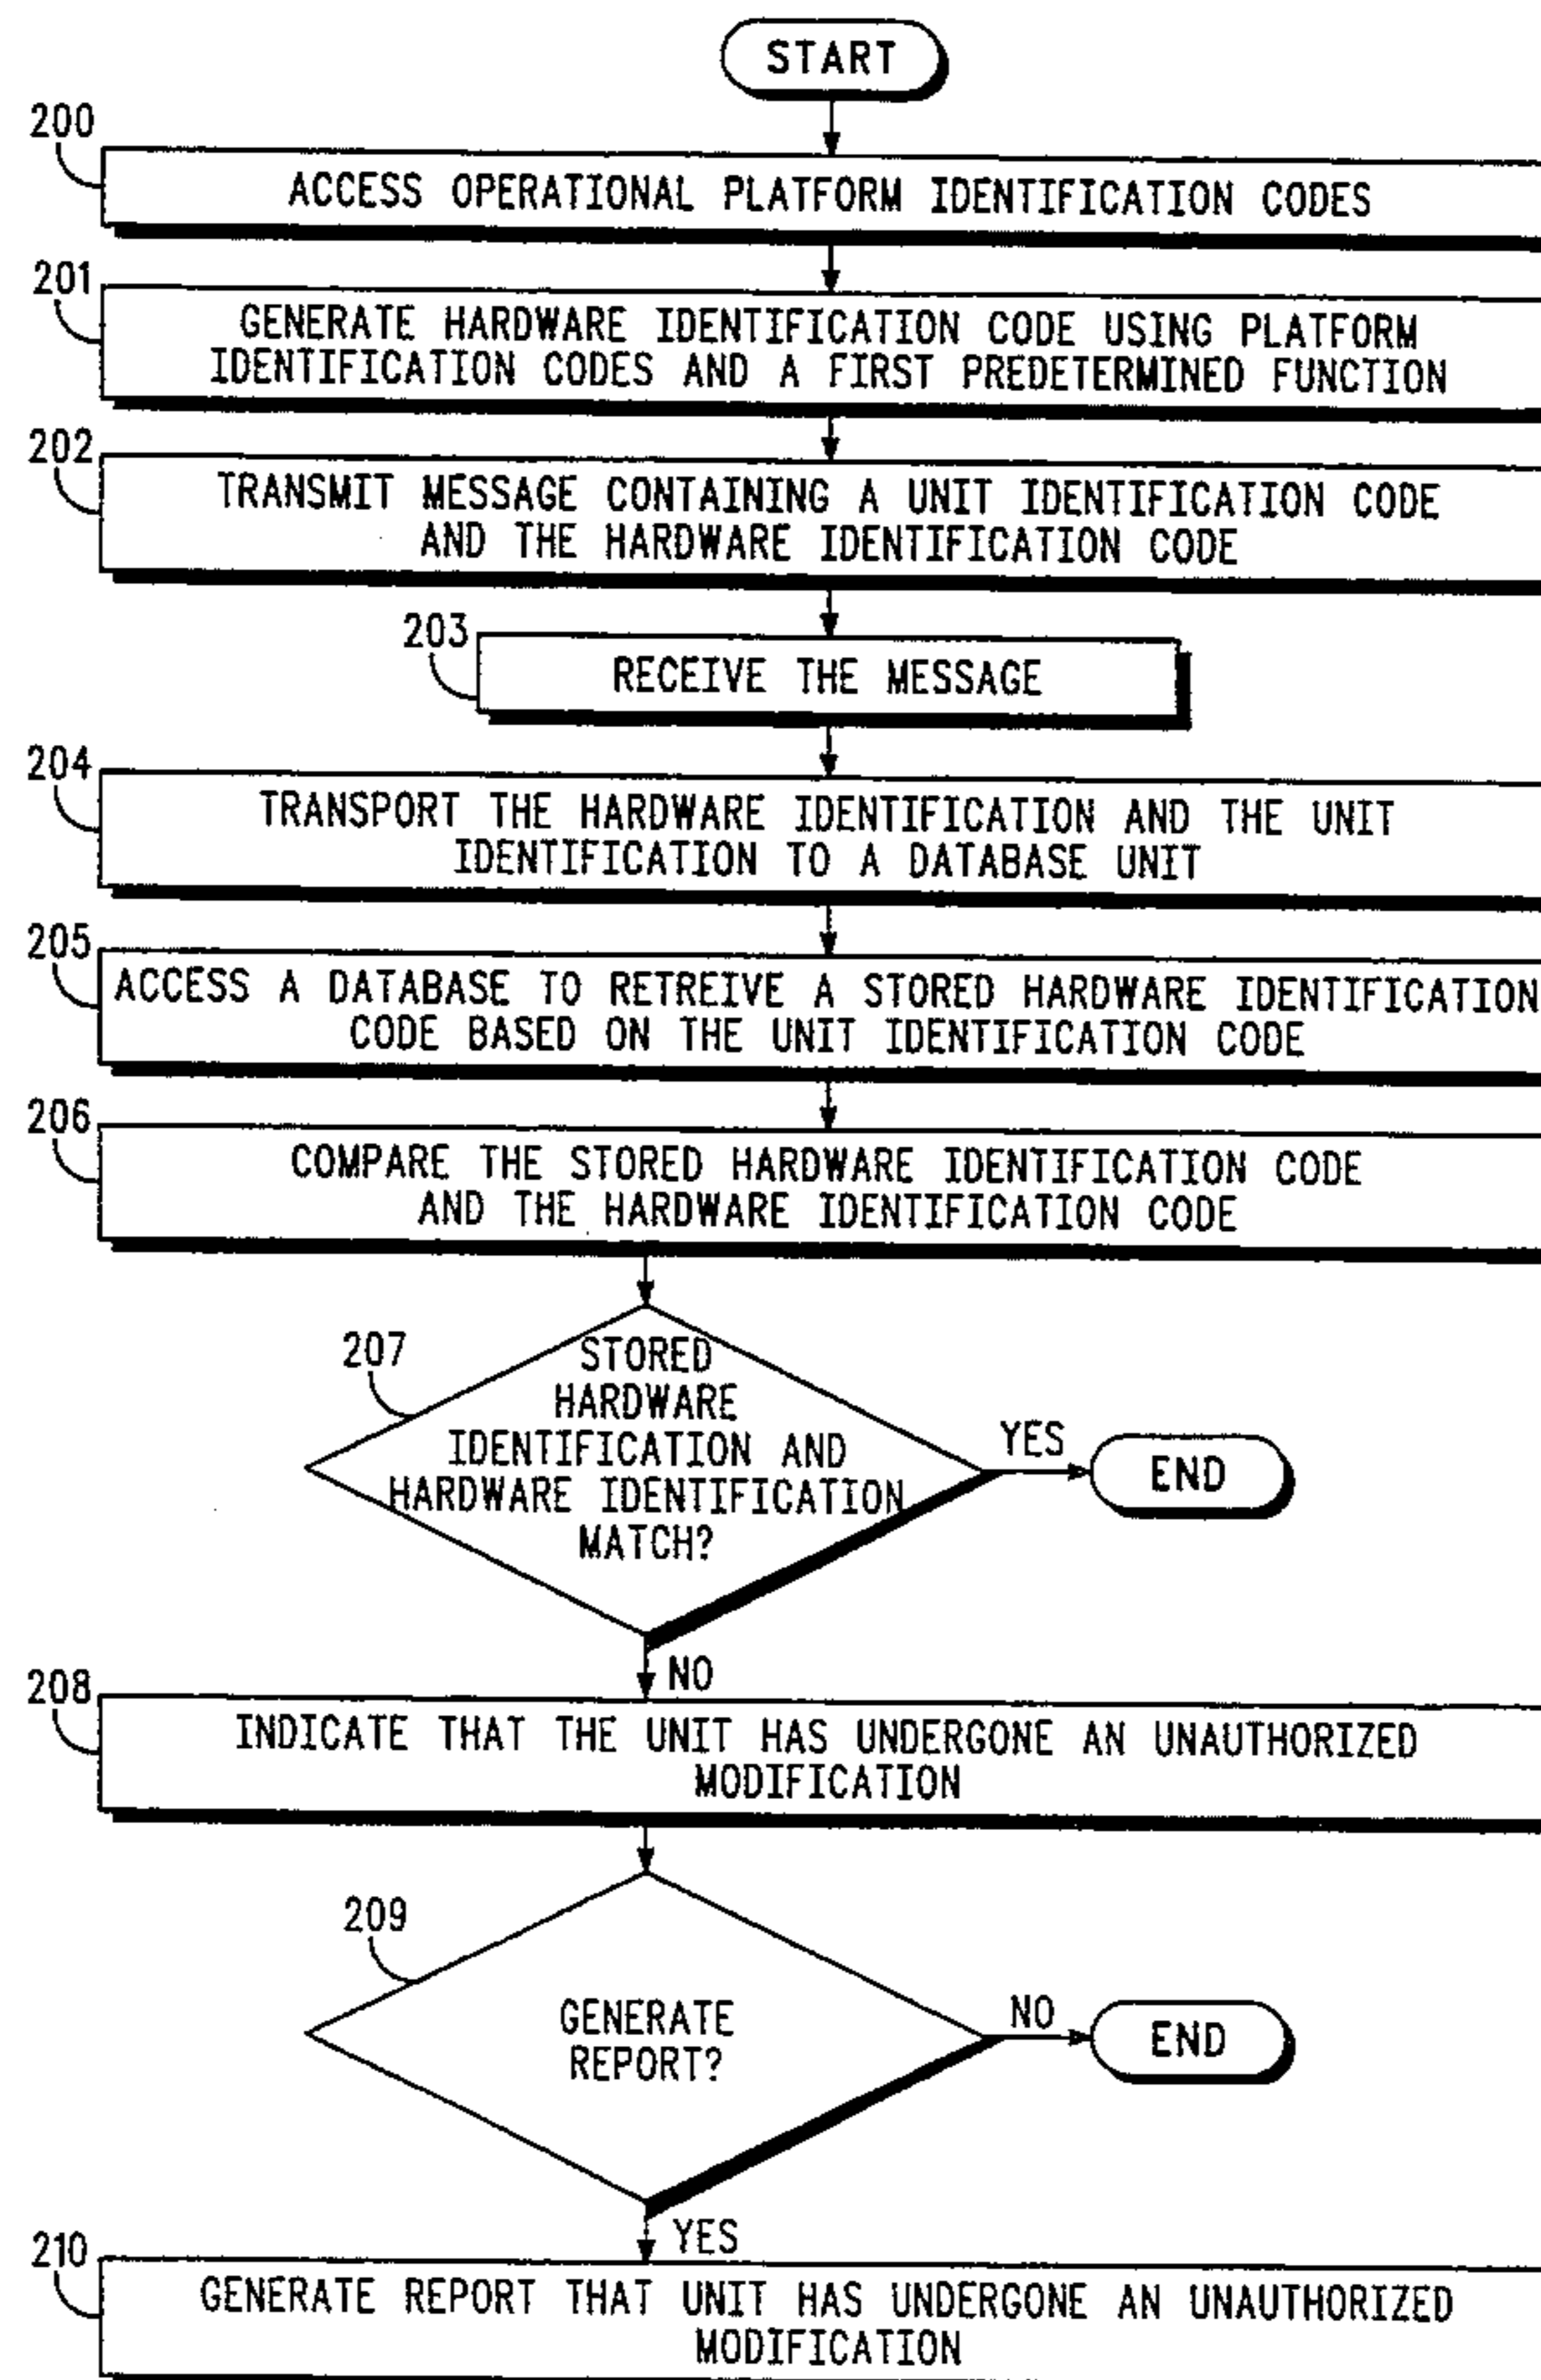 START
200
ACCESS OPERATIONAL PLATFORM IDENTIFICATION CODES
201
GENERATE HARDWARE IDENTIFICATION CODE USING PLATFORM
IDENTIFICATION CODES AND A FIRST PREDETERMINED FUNCTION
202
TRANSMIT MESSAGE CONTAINING A UNIT IDENTIFICATION CODE
AND THE HARDWARE IDENTIFICATION CODE
203
RECEIVE THE MESSAGE
204
TRANSPORT THE HARDWARE IDENTIFICATION AND THE UNIT
IDENTIFICATION TO A DATABASE UNIT
205
ACCESS A DATABASE TO RETREIVE A STORED HARDWARE IDENTIFICATION
CODE BASED ON THE UNIT IDENTIFICATION CODE
206
COMPARE THE STORED HARDWARE IDENTIFICATION CODE
AND THE HARDWARE IDENTIFICATION CODE
207
STORED
HARDWARE
IDENTIFICATION AND
HARDWARE IDENTIFICATION
MATCH?
YES
END
NO
208
INDICATE THAT THE UNIT HAS UNDERGONE AN UNAUTHORIZED
MODIFICATION
209
GENERATE
REPORT?
NO
END
YES
210
GENERATE REPORT THAT UNIT HAS UNDERGONE AN UNAUTHORIZED
MODIFICATION